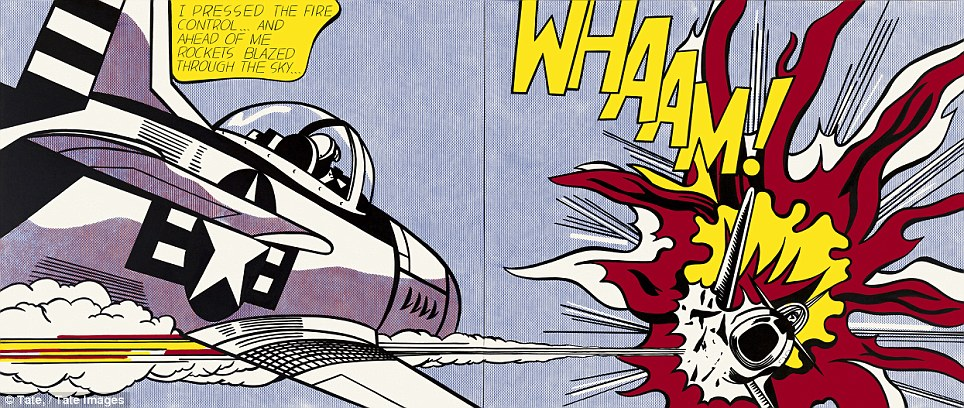 I PRESSED THE FIRE
CONTROL... AND
AHEAD OF ME
ROCKETS BLAZED
THROUGH THE SKY...
WHAAM!
© Tate, / Tate Images